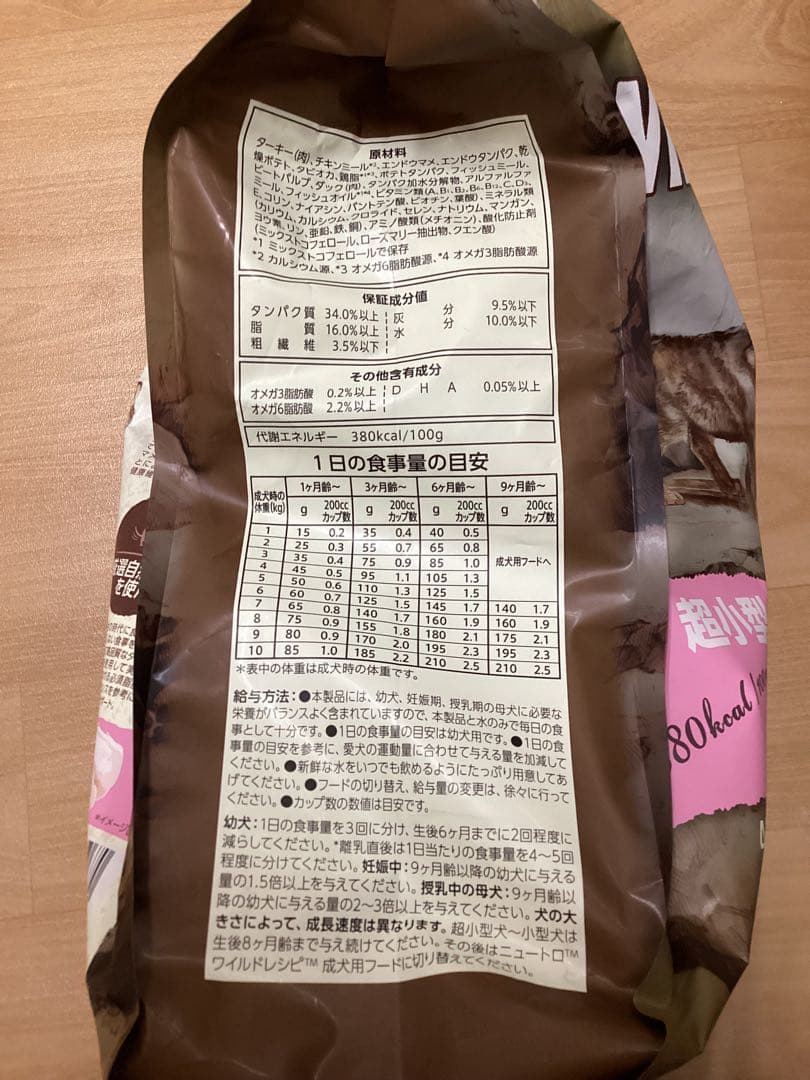 原材料
ターキー(肉)、チキンミール*²、エンドウマメ、エンドウタンパク、乾
燥ポテト、タピオカ、鶏脂*¹*³、ポテトタンパク、フィッシュミール、
ビートパルプ、ダック(肉)、タンパク加水分解物、アルファルファ
ミール、フィッシュオイル*¹*⁴、ビタミン類(A、B₁、B₂、B₆、B₁₂、C、D₃、
E、コリン、ナイアシン、パントテン酸、ビオチン、葉酸)、ミネラル類
(カリウム、カルシウム、クロライド、セレン、ナトリウム、マンガン、
ヨウ素、リン、亜鉛、鉄、銅)、アミノ酸類(メチオニン)、酸化防止剤
(ミックストコフェロール、ローズマリー抽出物、クエン酸)
*1 ミックストコフェロールで保存
*2 カルシウム源、*3 オメガ6脂肪酸源、*4 オメガ3脂肪酸源
保証成分値
タンパク質 34.0%以上 灰 分 9.5%以下
脂 質 16.0%以上 水 分 10.0%以下
粗 繊 維 3.5%以下
その他含有成分
オメガ3脂肪酸 0.2%以上 D H A 0.05%以上
オメガ6脂肪酸 2.2%以上
代謝エネルギー 380kcal/100g
1日の食事量の目安
成犬時の体重(kg) 1ヶ月齢〜 3ヶ月齢〜 6ヶ月齢〜 9ヶ月齢〜
g 200ccカップ数 g 200ccカップ数 g 200ccカップ数 g 200ccカップ数
1 15 0.2 35 0.4 40 0.5
2 25 0.3 55 0.7 65 0.8
3 35 0.4 75 0.9 85 1.0 成犬用フードへ
4 45 0.5 95 1.1 105 1.3
5 50 0.6 110 1.3 125 1.5
6 60 0.7 125 1.5 145 1.7 140 1.7
7 65 0.8 140 1.7 160 1.9 160 1.9
8 75 0.9 155 1.8 180 2.1 175 2.1
9 80 0.9 170 2.0 195 2.3 195 2.3
10 85 1.0 185 2.2 210 2.5 210 2.5
*表中の体重は成犬時の体重です。
給与方法：●本製品には、幼犬、妊娠期、授乳期の母犬に必要な
栄養がバランスよく含まれていますので、本製品と水のみで毎日の食
事として十分です。●1日の食事量の目安は幼犬用です。●1日の食
事量の目安を参考に、愛犬の運動量に合わせて与える量を加減して
ください。●新鮮な水をいつでも飲めるようにたっぷり用意してあ
げてください。●フードの切り替え、給与量の変更は、徐々に行って
ください。●カップ数の数値は目安です。
幼犬：1日の食事量を3回に分け、生後6ヶ月までに2回程度に
減らしてください。*離乳直後は1日当たりの食事量を4〜5回
程度に分けてください。妊娠中：9ヶ月齢以降の幼犬に与える
量の1.5倍以上を与えてください。授乳中の母犬：9ヶ月齢以
降の幼犬に与える量の2〜3倍以上を与えてください。犬の大
きさによって、成長速度は異なります。超小型犬〜小型犬は
生後8ヶ月齢まで与え続けてください。その後はニュートロ™
ワイルドレシピ™ 成犬用フードに切り替えてください。
超小型
80kcal
*イメージ